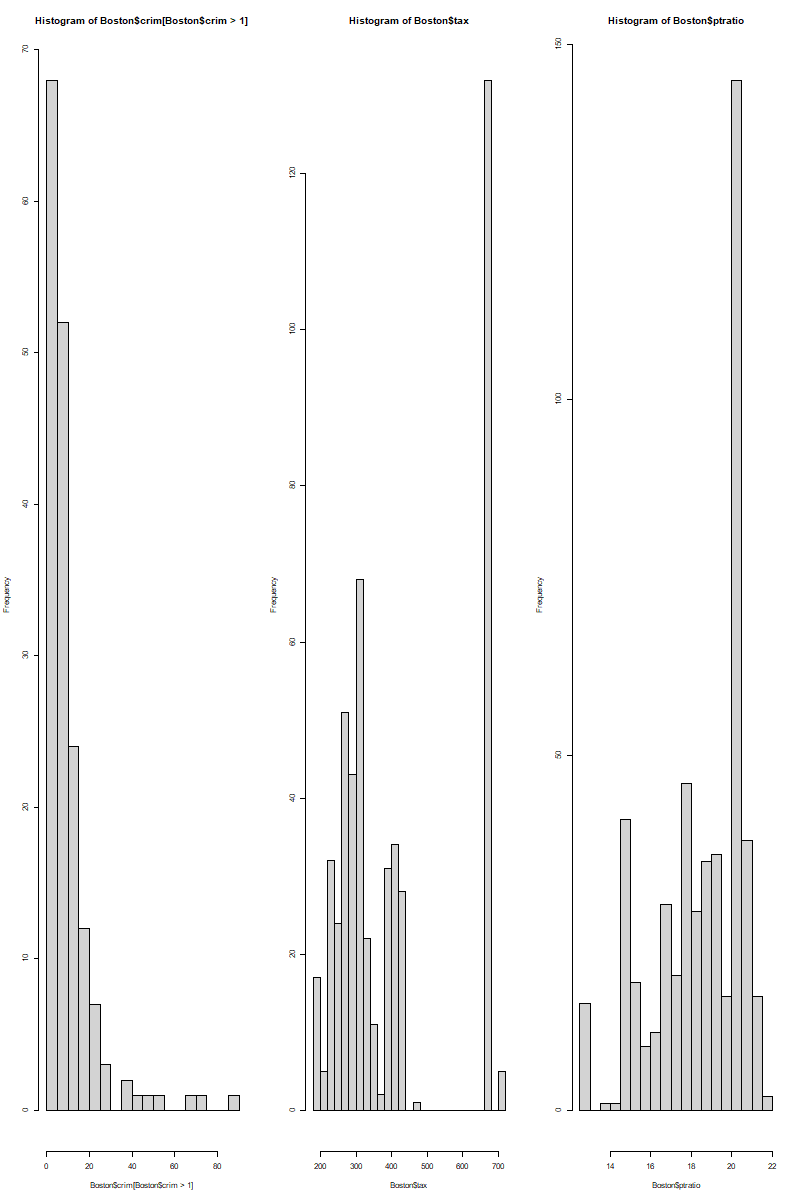 Histogram of Boston$crim[Boston$crim > 1]
Frequency
0 10 20 30 40 50 60 70
0 20 40 60 80
Boston$crim[Boston$crim > 1]
Histogram of Boston$tax
Frequency
0 20 40 60 80 100 120
200 300 400 500 600 700
Boston$tax
Histogram of Boston$ptratio
Frequency
0 50 100 150
14 16 18 20 22
Boston$ptratio